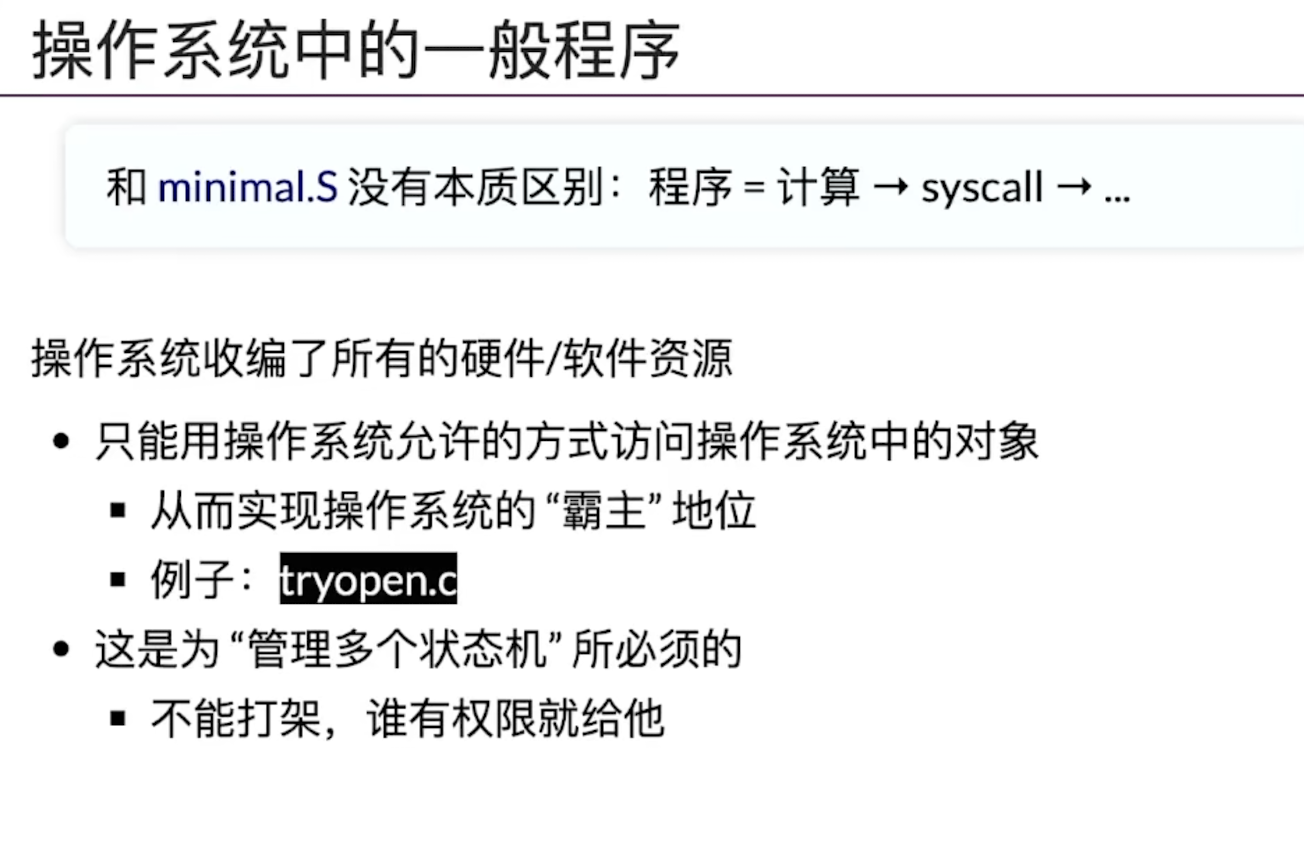 操作系统中的一般程序
和 minimal.S 没有本质区别：程序 = 计算 → syscall → ...
操作系统收编了所有的硬件/软件资源
• 只能用操作系统允许的方式访问操作系统中的对象
▪ 从而实现操作系统的 “霸主” 地位
▪ 例子：tryopen.c
• 这是为 “管理多个状态机” 所必须的
▪ 不能打架，谁有权限就给他